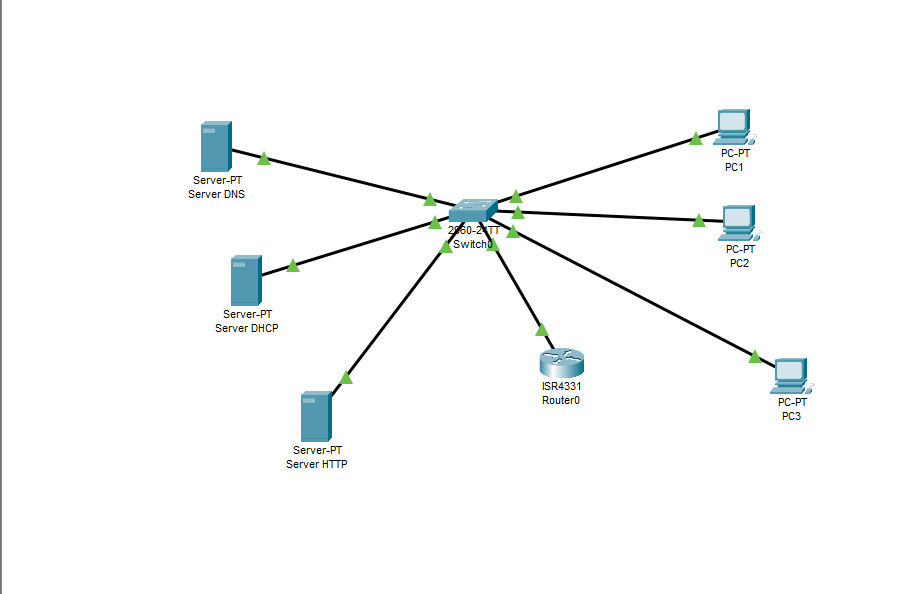 Server-PT
Server DNS
PC-PT
PC1
2960-24TT
Switch0
PC-PT
PC2
Server-PT
Server DHCP
ISR4331
Router0
PC-PT
PC3
Server-PT
Server HTTP